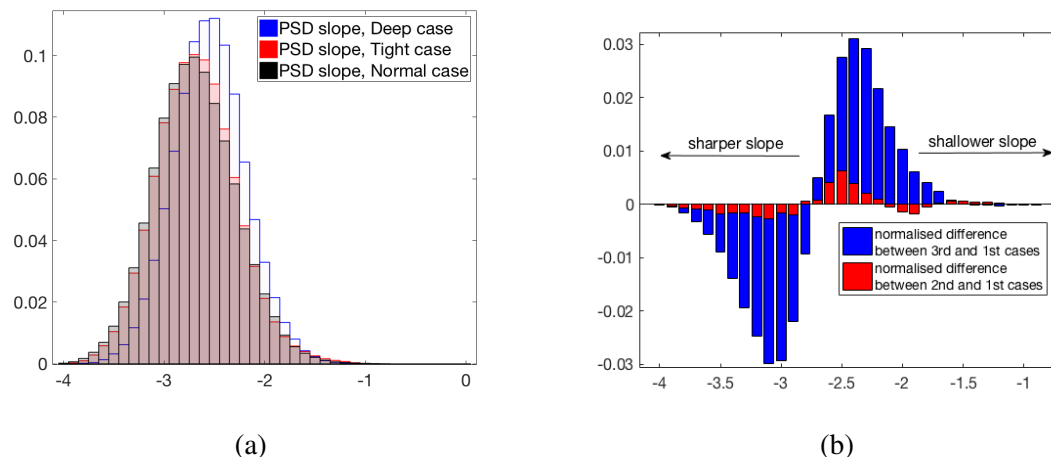 PSD slope, Deep case
PSD slope, Tight case
PSD slope, Normal case
0.1
0.08
0.06
0.04
0.02
0
-4
-3
-2
-1
0
(a)
0.03
0.02
0.01
0
-0.01
-0.02
-0.03
sharper slope
shallower slope
normalised difference
between 3rd and 1st cases
normalised difference
between 2nd and 1st cases
-4
-3.5
-3
-2.5
-2
-1.5
-1
(b)